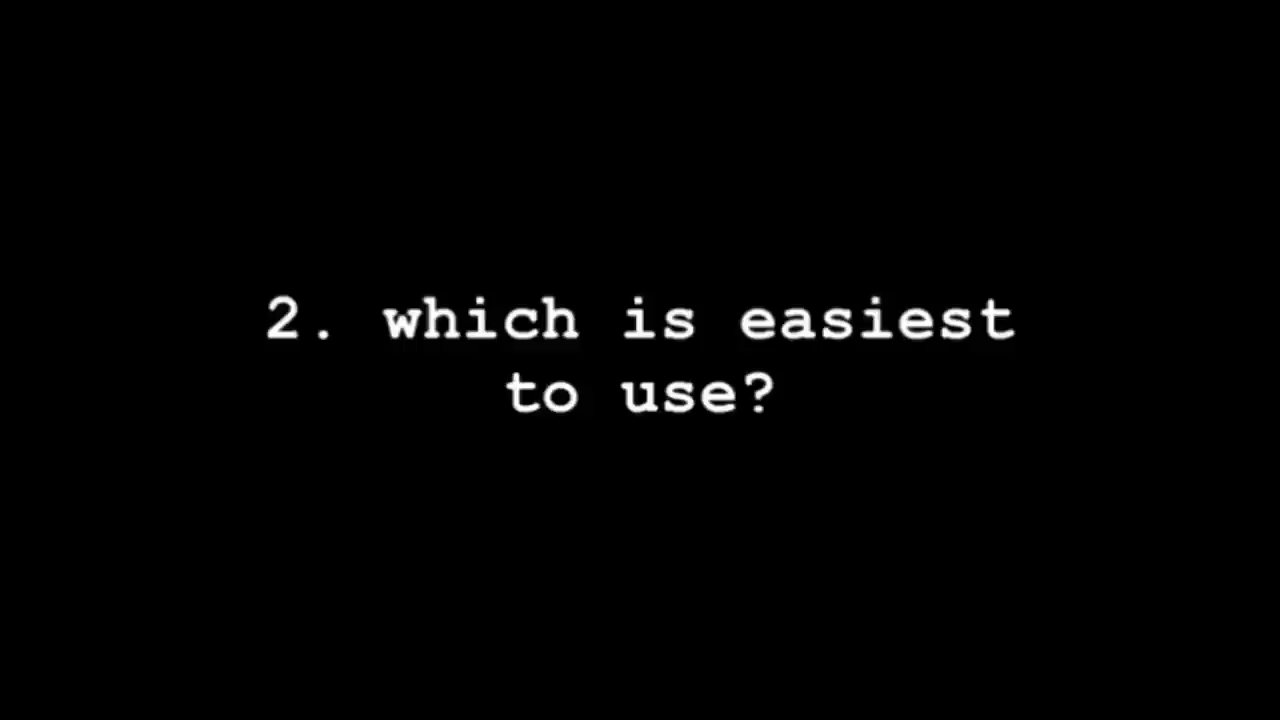 2. which is easiest
to use?